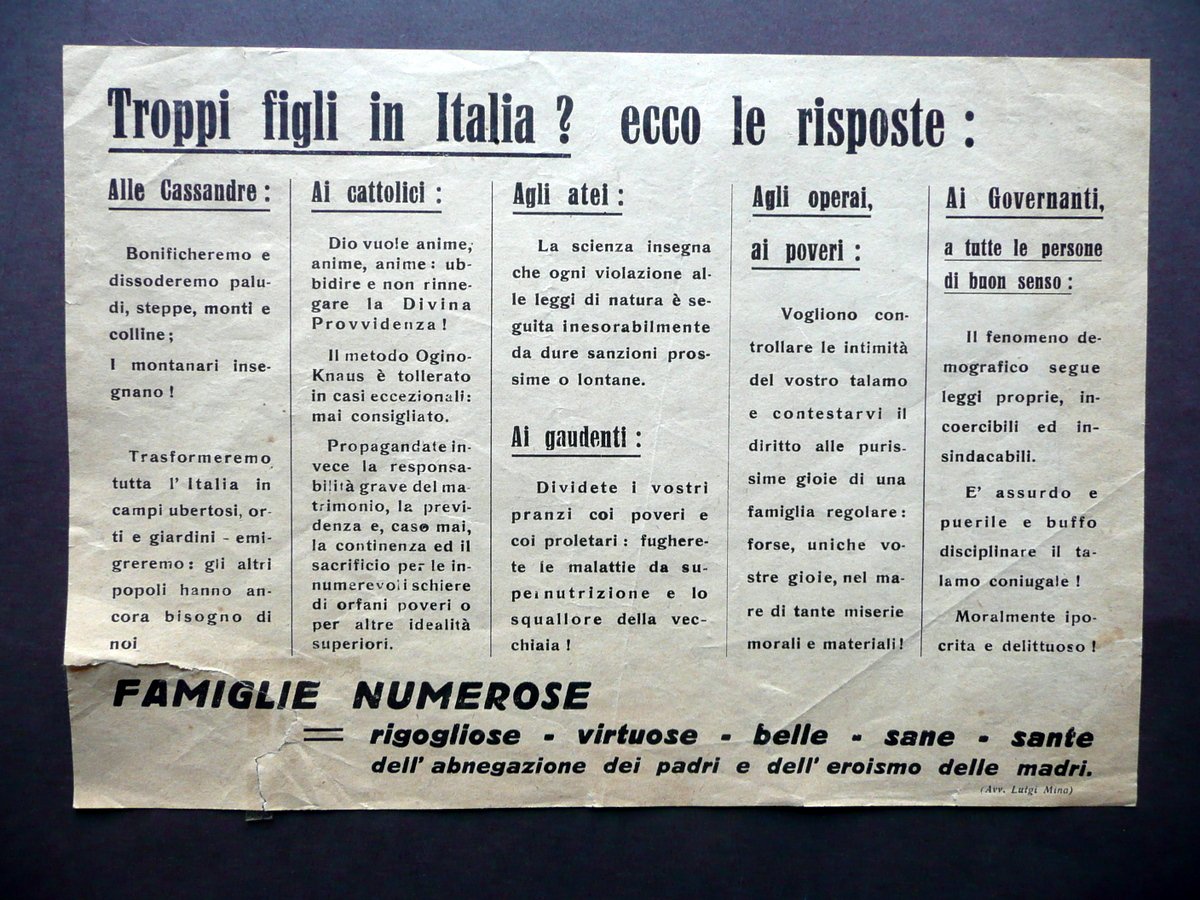 Troppi figli in Italia ? ecco le risposte :
Alle Cassandre :
Bonificheremo e
dissoderemo palu-
di, steppe, monti e
colline ;
I montanari inse-
gnano !
Trasformeremo
tutta l' Italia in
campi ubertosi, or-
ti e giardini - emi-
greremo : gli altri
popoli hanno an-
cora bisogno di
noi
Ai cattolici :
Dio vuole anime,
anime, anime : ub-
bidire e non rinne-
gare la Divina
Provvidenza !
Il metodo Ogino-
Knaus è tollerato
in casi eccezionali :
mai consigliato.
Propagandate in-
vece la responsa-
bilità grave del ma-
trimonio, la previ-
denza e, caso mai,
la continenza ed il
sacrificio per le in-
numerevoli schiere
di orfani poveri o
per altre idealità
superiori.
Agli atei :
La scienza insegna
che ogni violazione al-
le leggi di natura è se-
guita inesorabilmente
da dure sanzioni pros-
sime o lontane.
Ai gaudenti :
Dividete i vostri
pranzi coi poveri e
coi proletari : fughere-
te le malattie da su-
pernutrizione e lo
squallore della vec-
chiaia !
Agli operai,
ai poveri :
Vogliono con-
trollare le intimità
del vostro talamo
e contestarvi il
diritto alle puris-
sime gioie di una
famiglia regolare :
forse, uniche vo-
stre gioie, nel ma-
re di tante miserie
morali e materiali !
Ai Governanti,
a tutte le persone
di buon senso :
Il fenomeno de-
mografico segue
leggi proprie, in-
coercibili ed in-
sindacabili.
E' assurdo e
puerile e buffo
disciplinare il ta-
lamo coniugale !
Moralmente ipo-
crita e delittuoso !
FAMIGLIE NUMEROSE
= rigogliose - virtuose - belle - sane - sante
dell' abnegazione dei padri e dell' eroismo delle madri.
(Avv. Luigi Mina)